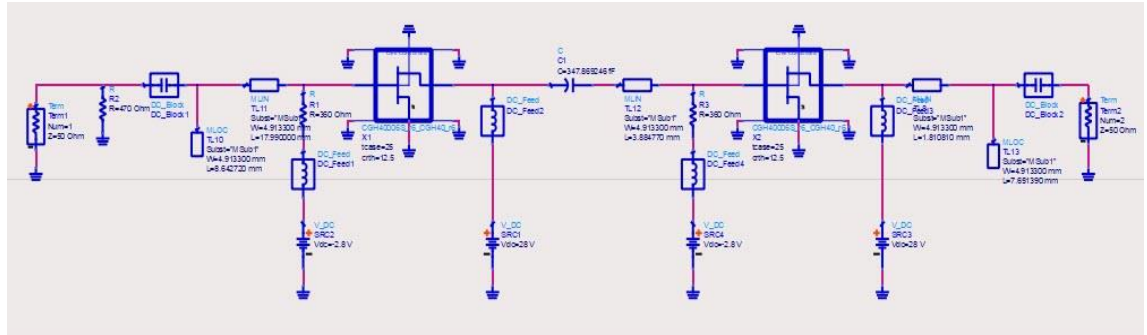 Term
Term1
Num=1
Z=50 Ohm
R
R2
R=470 Ohm
DC_Block
DC_Block1
MLOC
TL10
Subst="MSub1"
W=4.913300 mm
L=8.642720 mm
MLIN
TL11
Subst="MSub1"
W=4.913300 mm
L=17.990000 mm
R
R1
R=360 Ohm
DC_Feed
DC_Feed1
V_DC
SRC2
Vdc=-2.8 V
X1
tcase=25
crth=12.5
DC_Feed
DC_Feed2
V_DC
SRC1
Vdc=28 V
C
C1
MLIN
TL12
Subst="MSub1"
W=4.913300 mm
L=3.884770 mm
R
R3
R=360 Ohm
DC_Feed
DC_Feed4
V_DC
SRC4
Vdc=-2.8 V
X2
tcase=25
crth=12.5
V_DC
SRC3
Vdc=28 V
Subst="MSub1"
W=4.913300 mm
L=1.810810 mm
MLOC
TL13
Subst="MSub1"
W=4.913300 mm
L=7.651390 mm
DC_Block
DC_Block2
Term
Term2
Num=2
Z=50 Ohm